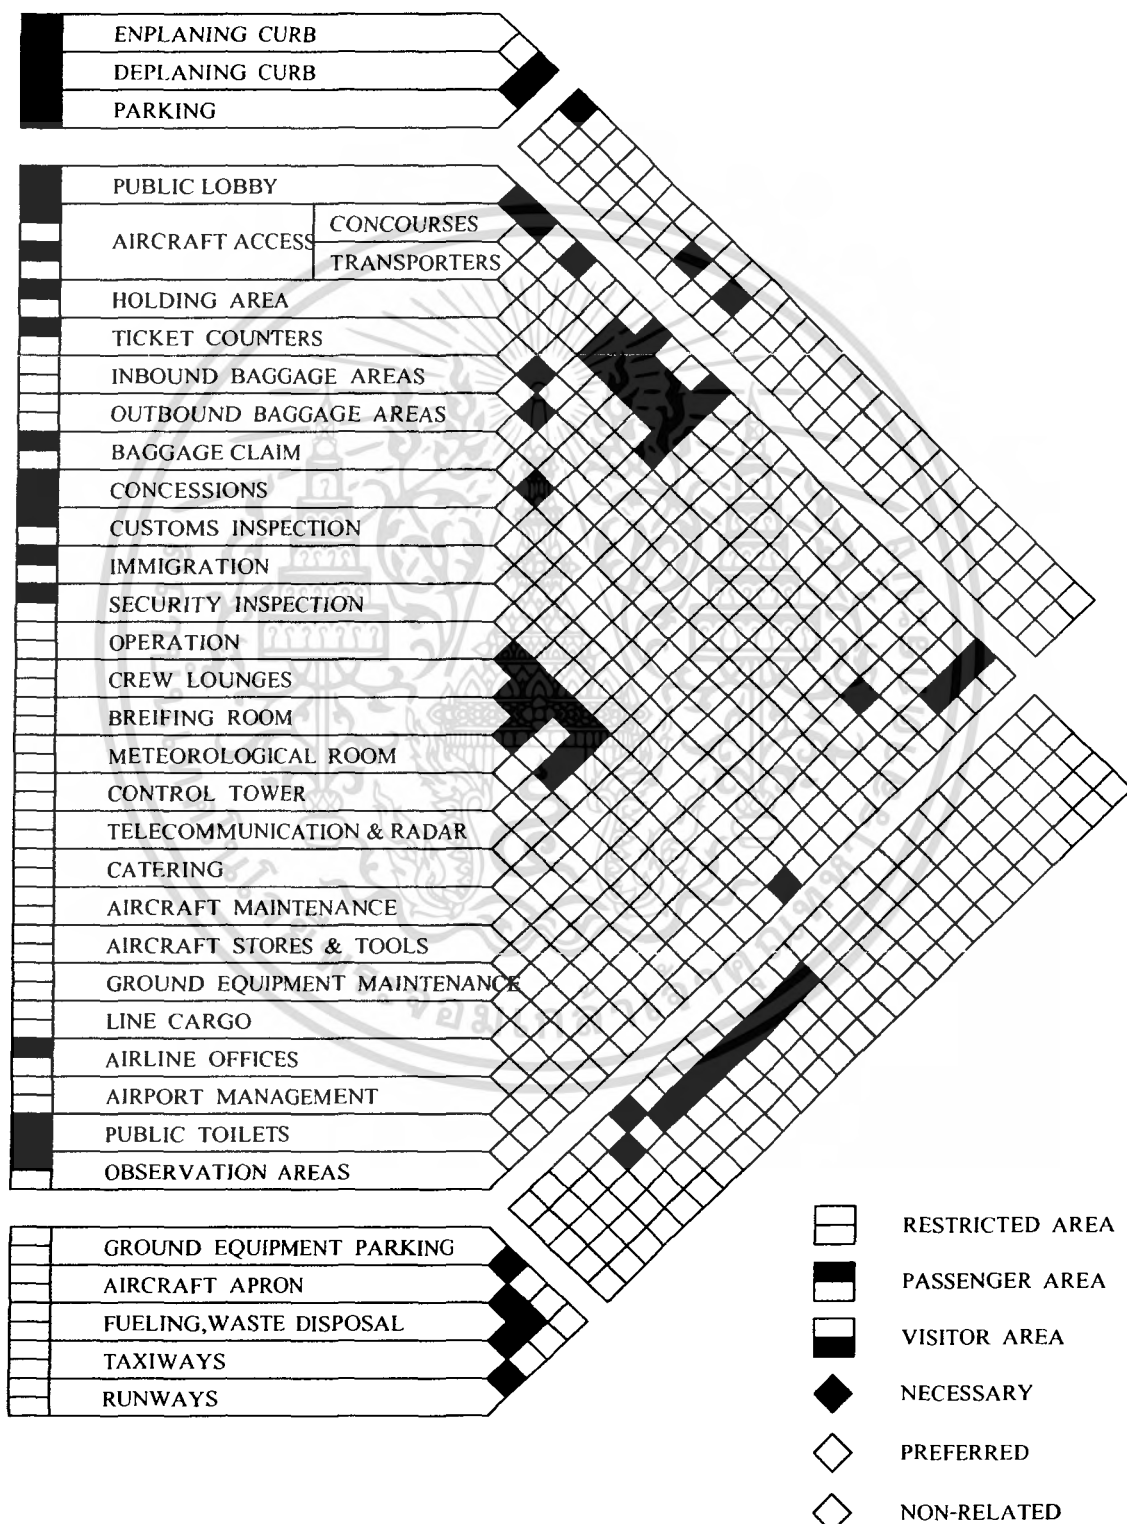 ENPLANING CURB
DEPLANING CURB
PARKING
PUBLIC LOBBY
AIRCRAFT ACCESS
CONCOURSES
TRANSPORTERS
HOLDING AREA
TICKET COUNTERS
INBOUND BAGGAGE AREAS
OUTBOUND BAGGAGE AREAS
BAGGAGE CLAIM
CONCESSIONS
CUSTOMS INSPECTION
IMMIGRATION
SECURITY INSPECTION
OPERATION
CREW LOUNGES
BREIFING ROOM
METEOROLOGICAL ROOM
CONTROL TOWER
TELECOMMUNICATION & RADAR
CATERING
AIRCRAFT MAINTENANCE
AIRCRAFT STORES & TOOLS
GROUND EQUIPMENT MAINTENANCE
LINE CARGO
AIRLINE OFFICES
AIRPORT MANAGEMENT
PUBLIC TOILETS
OBSERVATION AREAS
GROUND EQUIPMENT PARKING
AIRCRAFT APRON
FUELING,WASTE DISPOSAL
TAXIWAYS
RUNWAYS
RESTRICTED AREA
PASSENGER AREA
VISITOR AREA
NECESSARY
PREFERRED
NON-RELATED